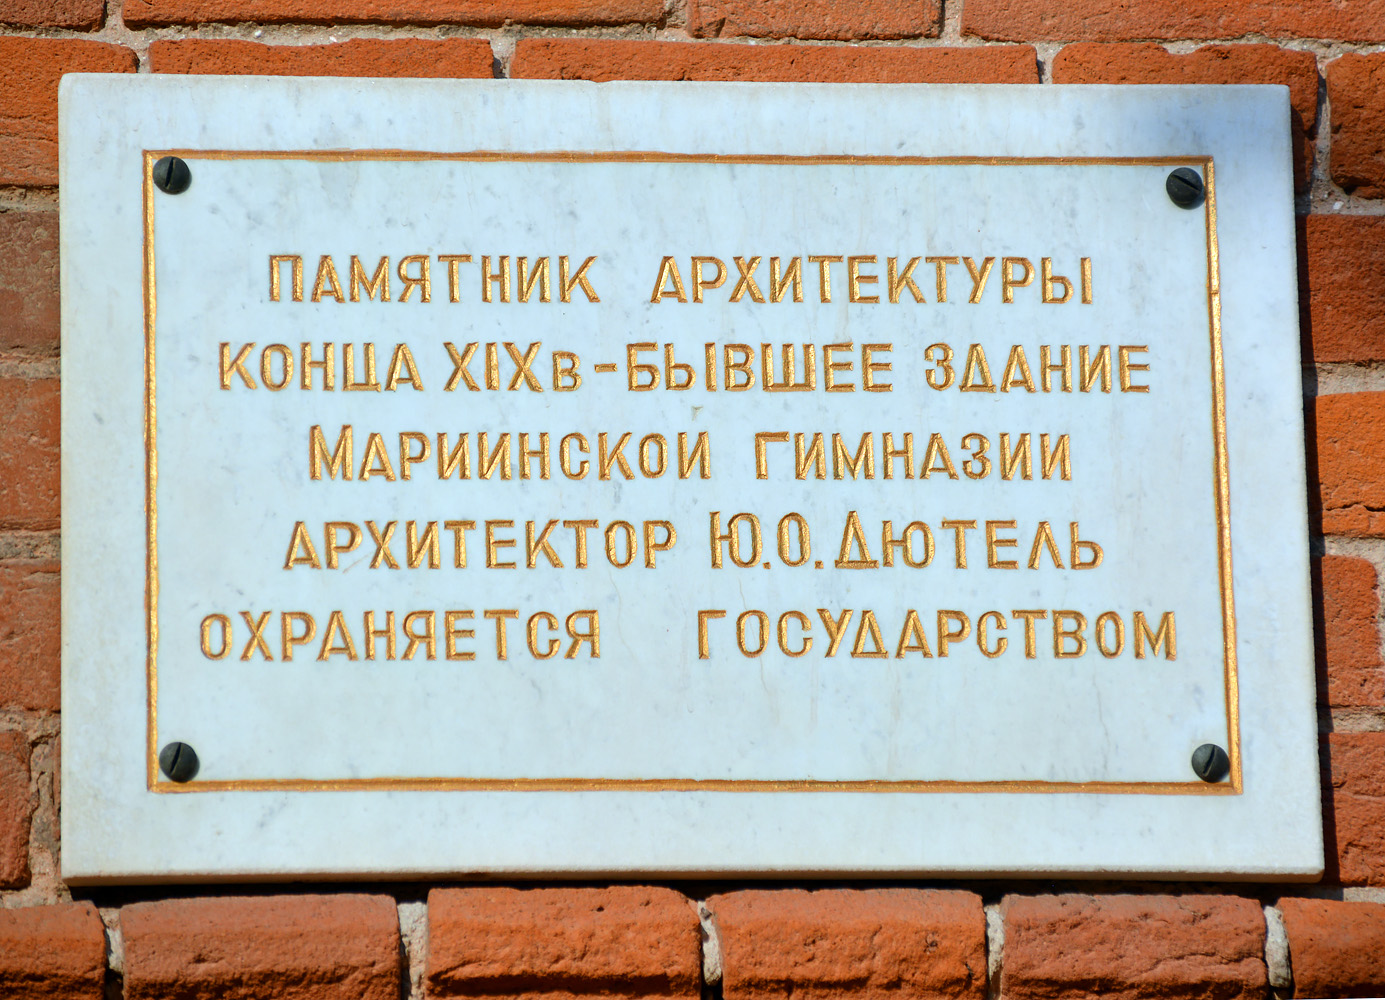 ПАМЯТНИК АРХИТЕКТУРЫ
КОНЦА XIXв-БЫВШЕЕ ЗДАНИЕ
МАРИИНСКОЙ ГИМНАЗИИ
АРХИТЕКТОР Ю.О.ДЮТЕЛЬ
ОХРАНЯЕТСЯ ГОСУДАРСТВОМ